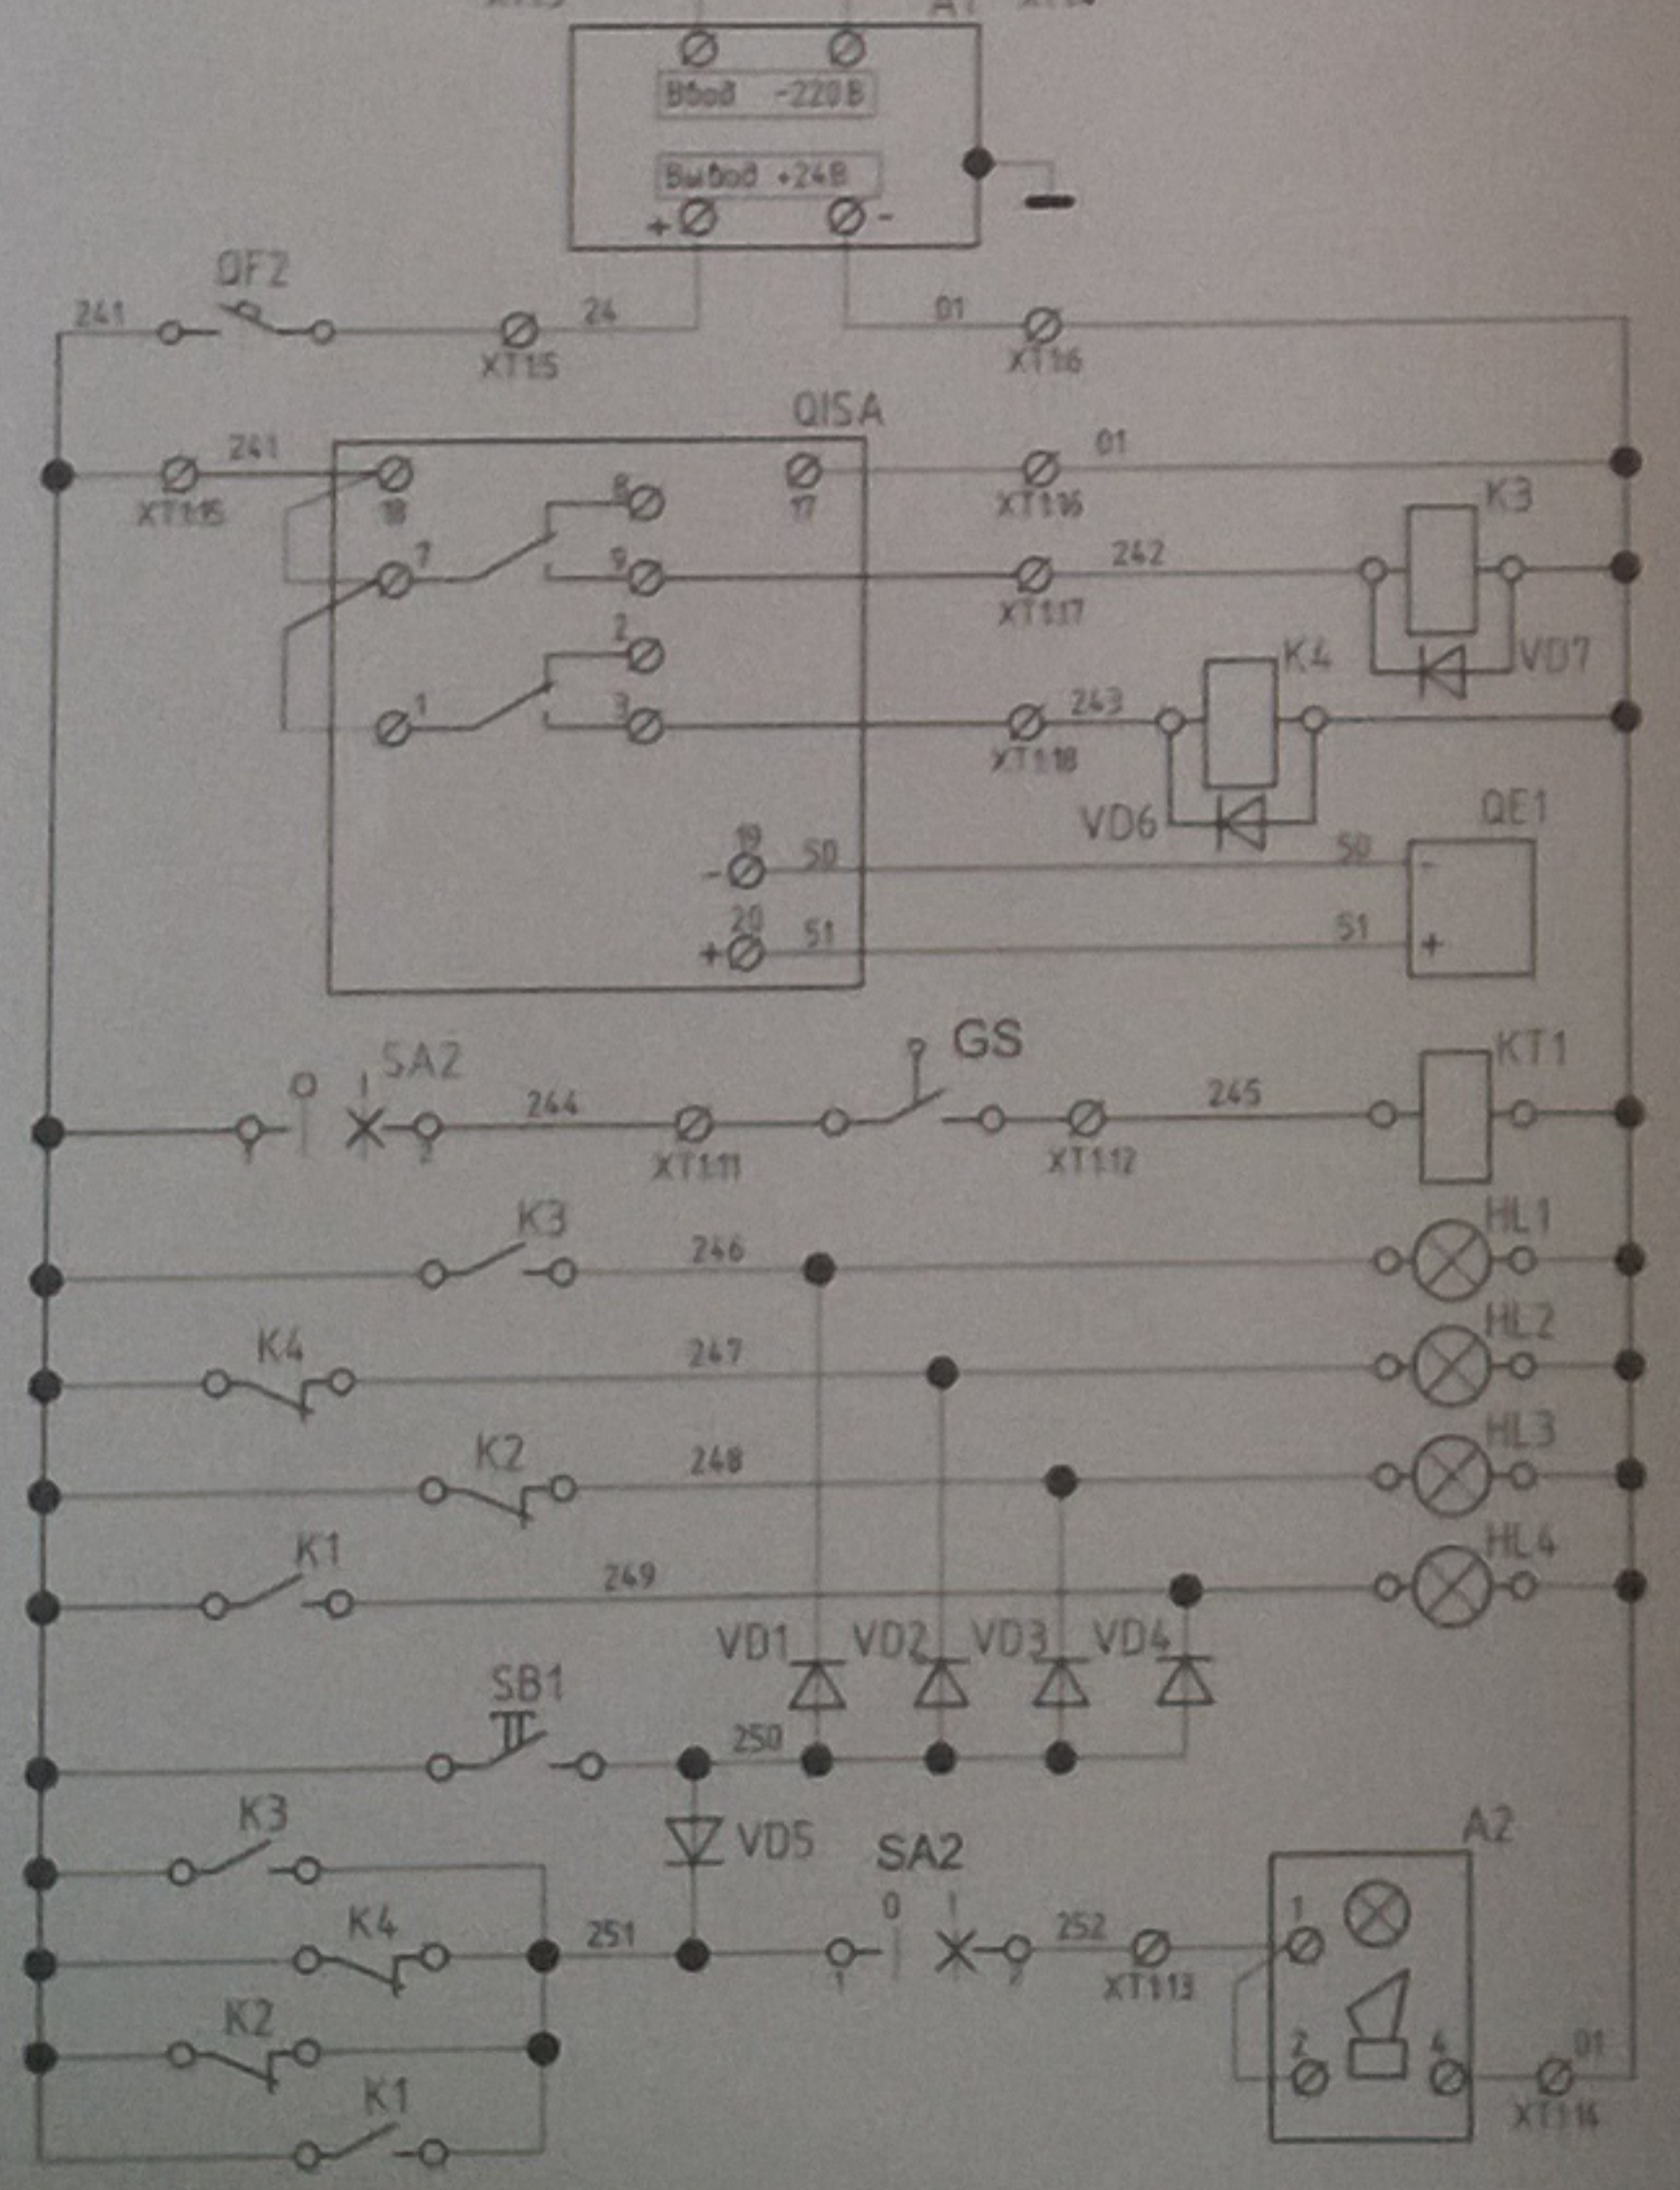 A1
Ввод ~220В
Вывод +24В
+ -
QF2
241
24
01
XT1:5
XT1:6
QISA
241
01
XT1:15
18
17
XT1:16
K3
8
7
9
242
XT1:17
2
K4
VD7
1
3
243
XT1:18
VD6
QE1
19
- 50
50 -
20
+ 51
51 +
SA2
GS
KT1
0 1
244
245
1 2
XT1:11
XT1:12
K3
246
HL1
K4
247
HL2
K2
248
HL3
K1
249
HL4
VD1 VD2 VD3 VD4
SB1
250
K3
VD5
SA2
A2
K4
0 1
1
251
252
1 2
XT1:13
K2
2
4
01
K1
XT1:14